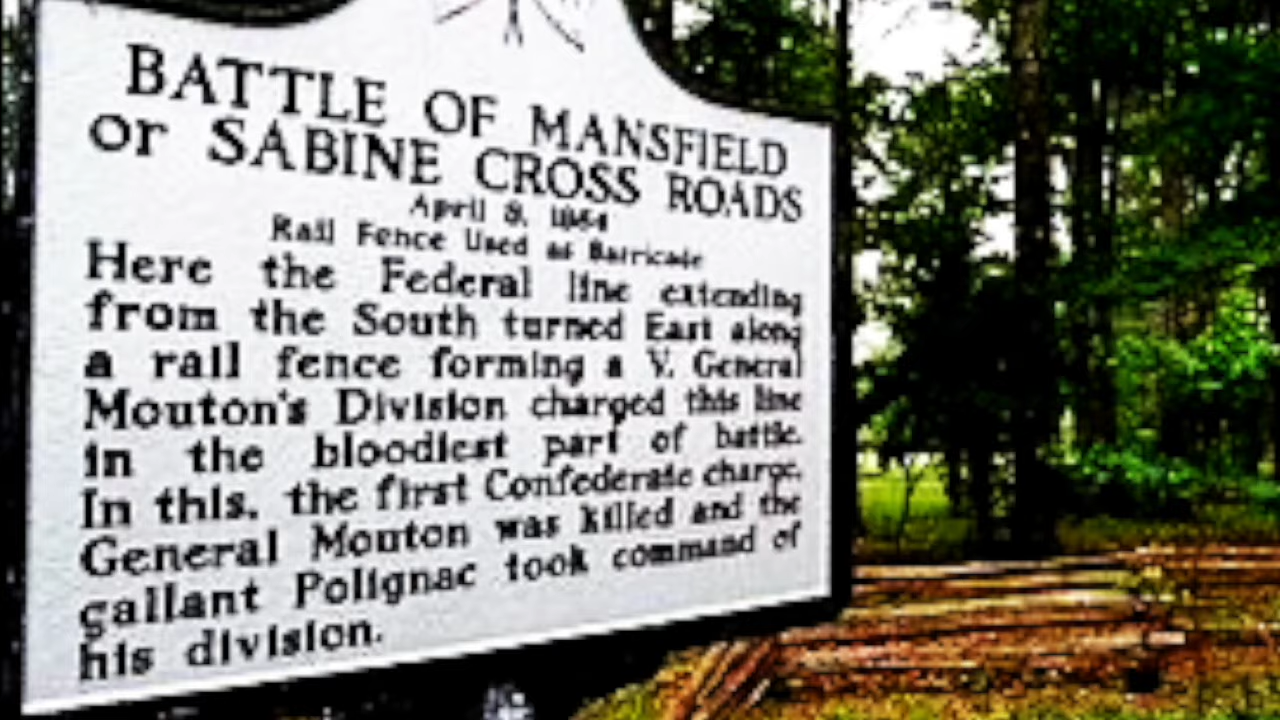 BATTLE OF MANSFIELD
or SABINE CROSS ROADS
April 8, 1864
Rail Fence Used as Barricade
Here the Federal line extending
from the South turned East along
a rail fence forming a V. General
Mouton's Division charged this line
in the bloodiest part of battle.
In this, the first Confederate charge,
General Mouton was killed and the
gallant Polignac took command of
his division.